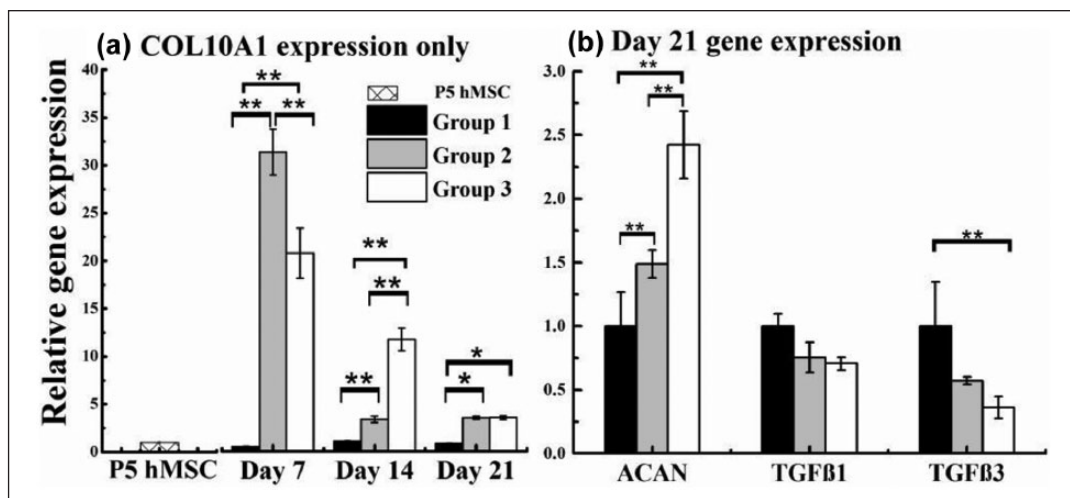 (a) COL10A1 expression only
Relative gene expression
40
35
30
25
20
15
10
5
0
P5 hMSC
Group 1
Group 2
Group 3
** ** **
** ** **
* *
P5 hMSC Day 7 Day 14 Day 21
(b) Day 21 gene expression
3.0
2.5
2.0
1.5
1.0
0.5
0.0
** ** **
**
ACAN TGFß1 TGFß3